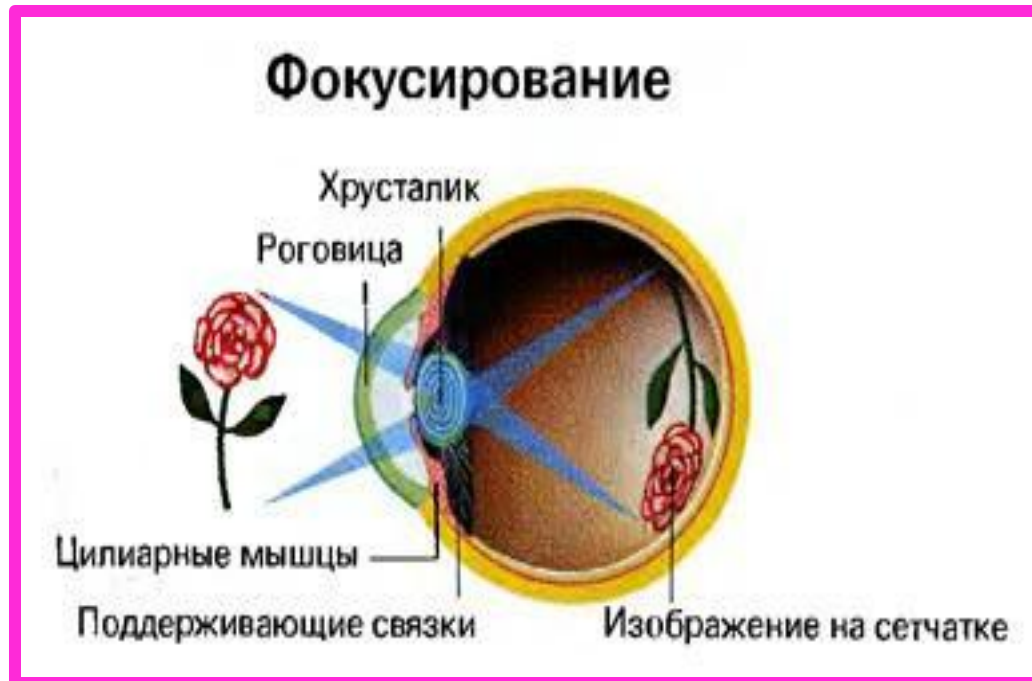 Фокусирование
Хрусталик
Роговица
Цилиарные мышцы
Поддерживающие связки
Изображение на сетчатке